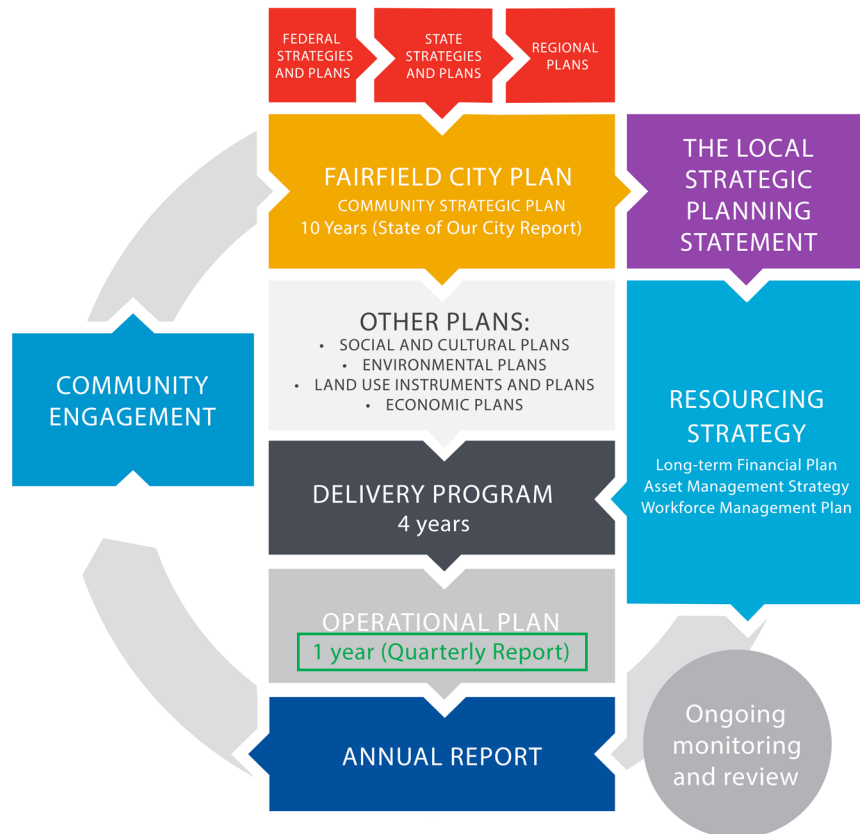 FEDERAL
STRATEGIES
AND PLANS
STATE
STRATEGIES
AND PLANS
REGIONAL
PLANS
FAIRFIELD CITY PLAN
COMMUNITY STRATEGIC PLAN
10 Years (State of Our City Report)
THE LOCAL
STRATEGIC
PLANNING
STATEMENT
OTHER PLANS:
• SOCIAL AND CULTURAL PLANS
• ENVIRONMENTAL PLANS
• LAND USE INSTRUMENTS AND PLANS
• ECONOMIC PLANS
COMMUNITY
ENGAGEMENT
RESOURCING
STRATEGY
Long-term Financial Plan
Asset Management Strategy
Workforce Management Plan
DELIVERY PROGRAM
4 years
OPERATIONAL PLAN
1 year (Quarterly Report)
ANNUAL REPORT
Ongoing
monitoring
and review